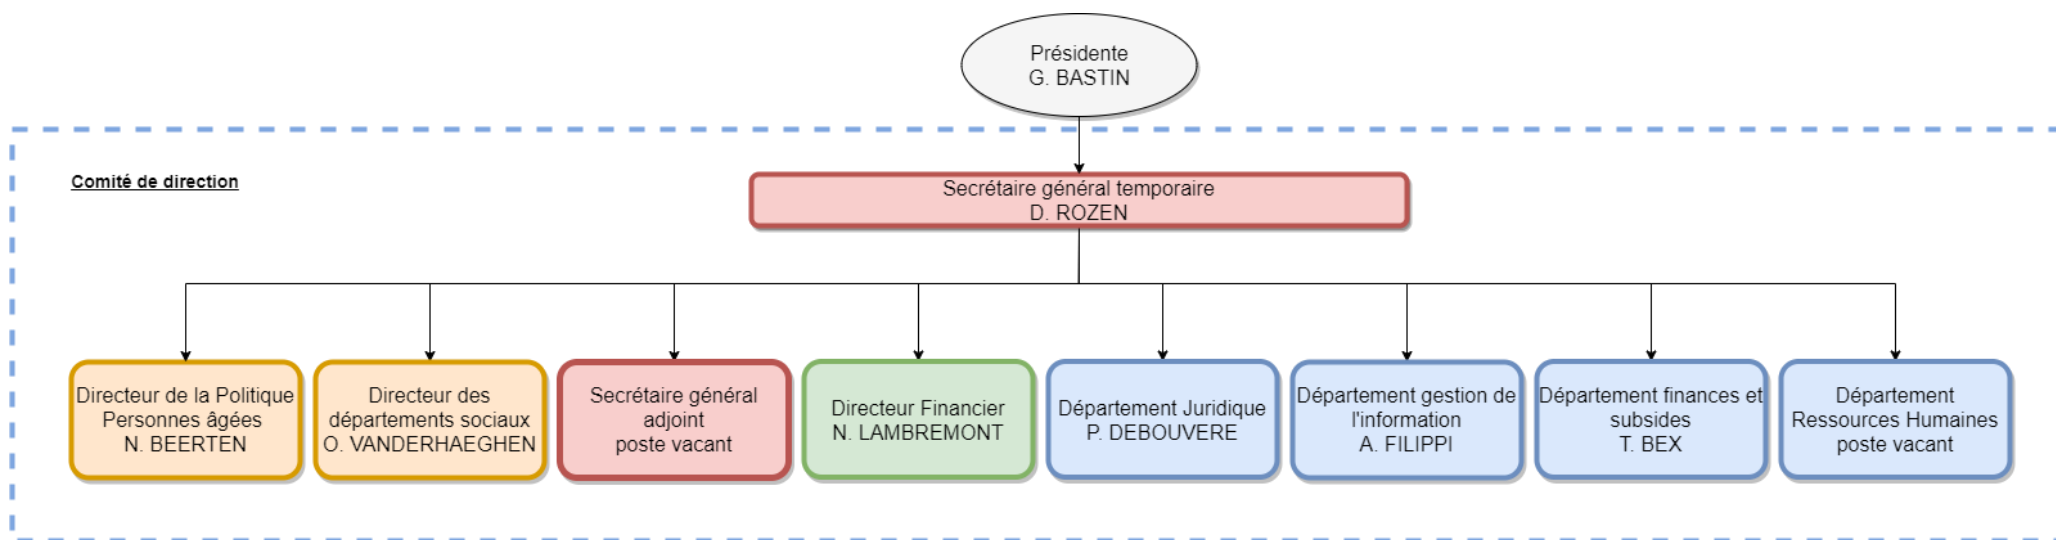 Présidente
G. BASTIN
Comité de direction
Secrétaire général temporaire
D. ROZEN
Directeur de la Politique
Personnes âgées
N. BEERTEN
Directeur des
départements sociaux
O. VANDERHAEGHEN
Secrétaire général
adjoint
poste vacant
Directeur Financier
N. LAMBREMONT
Département Juridique
P. DEBOUVERE
Département gestion de
l'information
A. FILIPPI
Département finances et
subsides
T. BEX
Département
Ressources Humaines
poste vacant